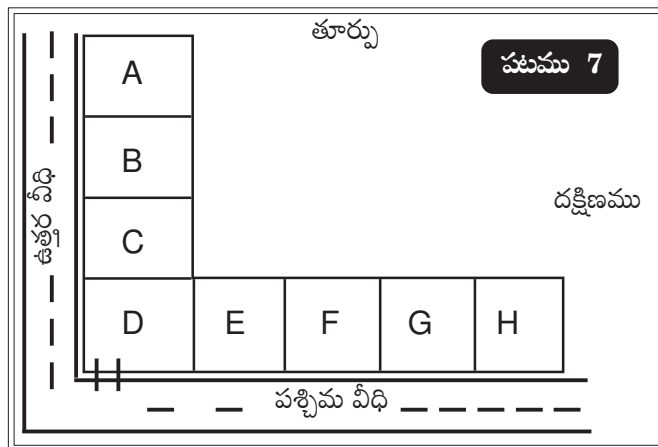 తూర్పు
పటము 7
A
B
ఉత్తర వీధి
దక్షిణము
C
D E F G H
పశ్చిమ వీధి